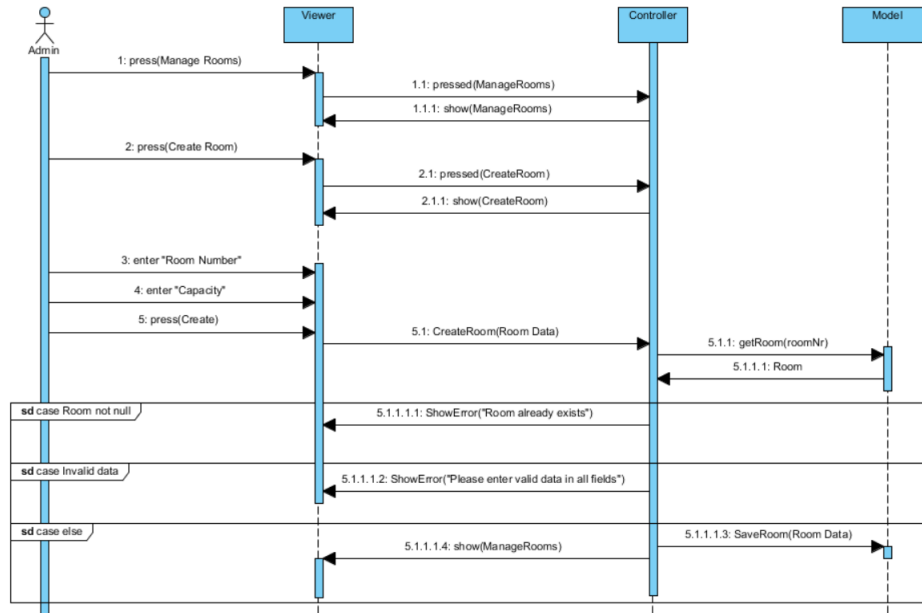 Viewer
Controller
Model
Admin
1: press(Manage Rooms)
1.1: pressed(ManageRooms)
1.1.1: show(ManageRooms)
2: press(Create Room)
2.1: pressed(CreateRoom)
2.1.1: show(CreateRoom)
3: enter "Room Number"
4: enter "Capacity"
5: press(Create)
5.1: CreateRoom(Room Data)
5.1.1: getRoom(roomNr)
5.1.1.1: Room
sd case Room not null
5.1.1.1.1: ShowError("Room already exists")
sd case Invalid data
5.1.1.1.2: ShowError("Please enter valid data in all fields")
sd case else
5.1.1.1.3: SaveRoom(Room Data)
5.1.1.1.4: show(ManageRooms)